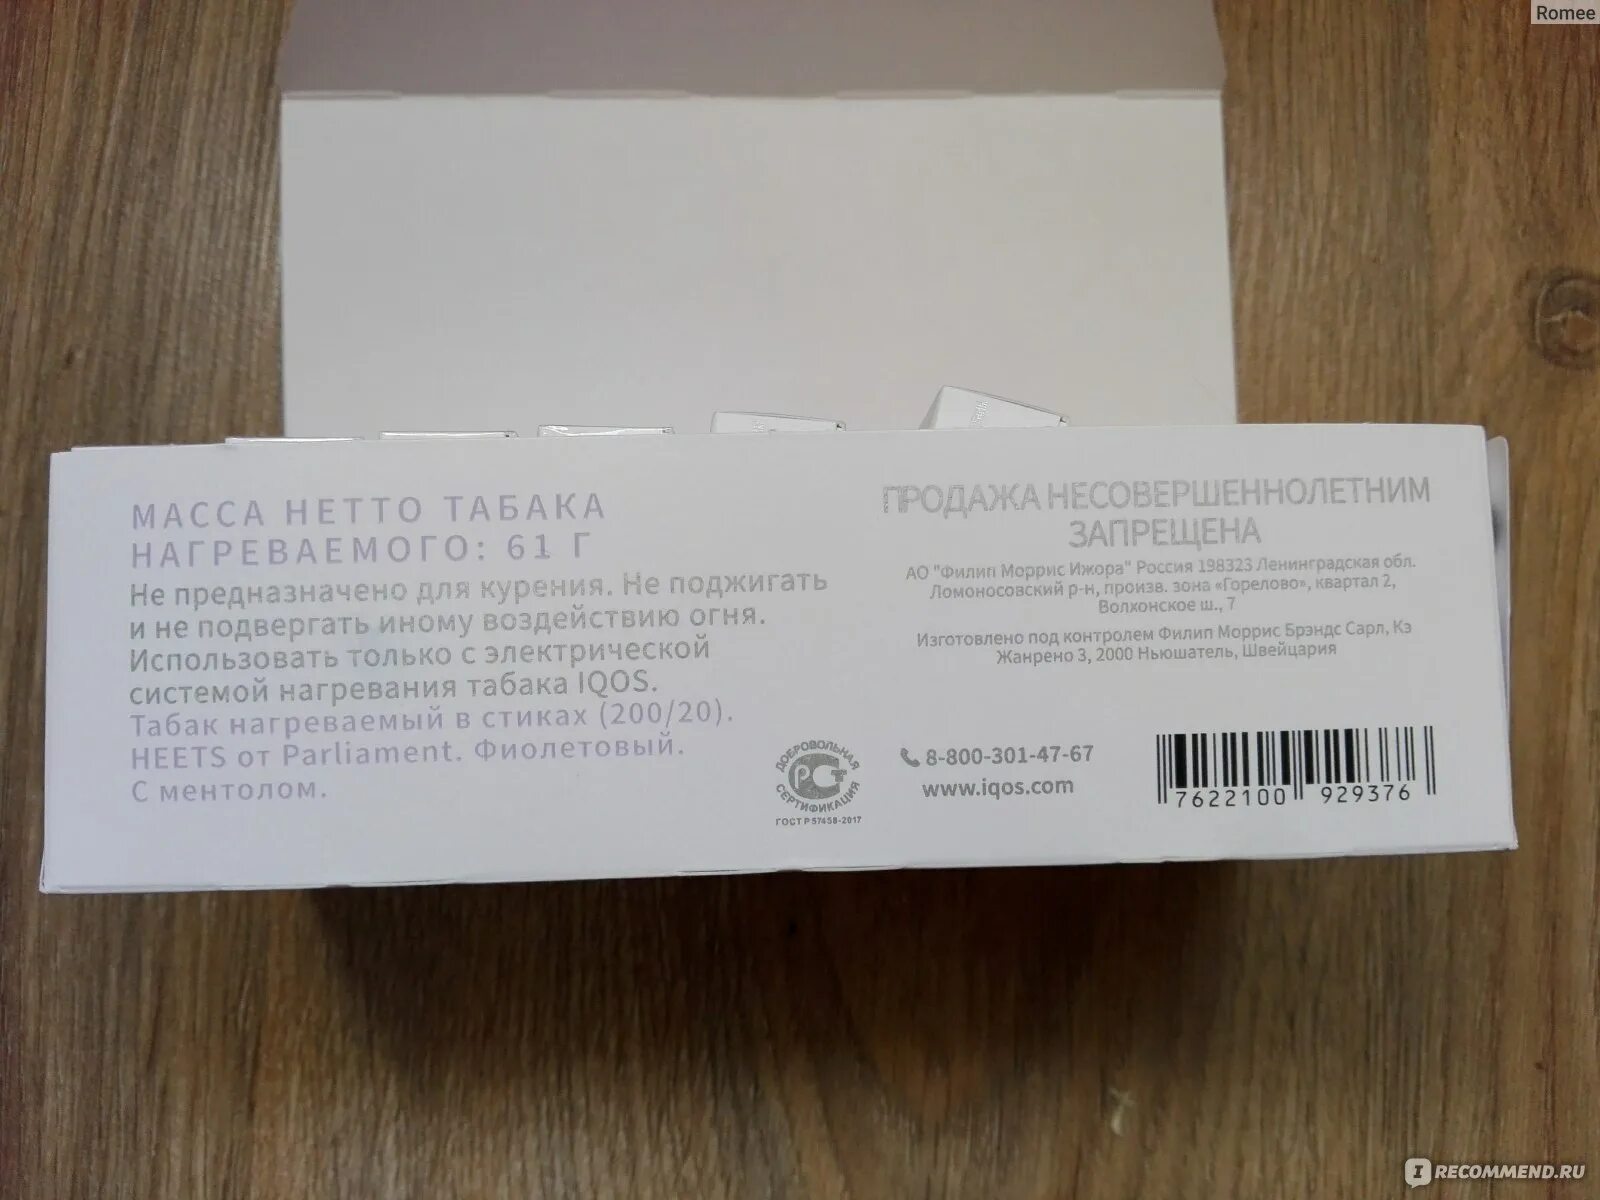 Romee
МАССА НЕТТО ТАБАКА
НАГРЕВАЕМОГО: 61 Г
Не предназначено для курения. Не поджигать
и не подвергать иному воздействию огня.
Использовать только с электрической
системой нагревания табака IQOS.
Табак нагреваемый в стиках (200/20).
HEETS от Parliament. Фиолетовый.
С ментолом.
ДОБРОВОЛЬНАЯ
РСТ
СЕРТИФИКАЦИЯ
ГОСТ Р 57458-2017
ПРОДАЖА НЕСОВЕРШЕННОЛЕТНИМ
ЗАПРЕЩЕНА
АО "Филип Моррис Ижора" Россия 198323 Ленинградская обл.
Ломоносовский р-н, произв. зона «Горелово», квартал 2,
Волхонское ш., 7
Изготовлено под контролем Филип Моррис Брэндс Сарл, Кэ
Жанрено 3, 2000 Ньюшатель, Швейцария
8-800-301-47-67
www.iqos.com
7622100 929376
IRECOMMEND.RU